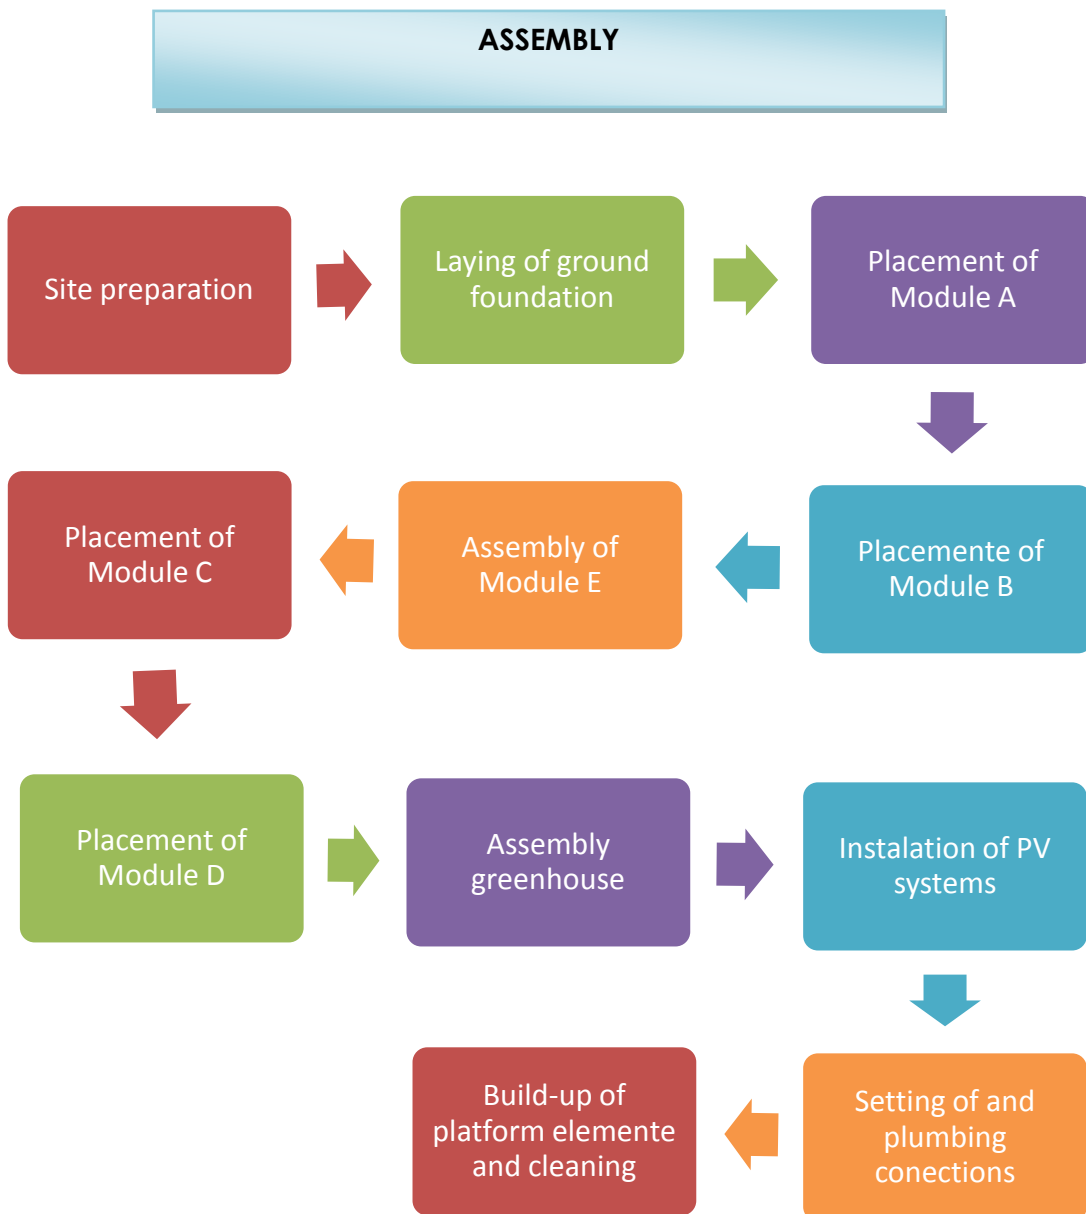 ASSEMBLY
Site preparation
Laying of ground
foundation
Placement of
Module A
Placemente of
Module B
Assembly of
Module E
Placement of
Module C
Placement of
Module D
Assembly
greenhouse
Instalation of PV
systems
Setting of and
plumbing
conections
Build-up of
platform elemente
and cleaning